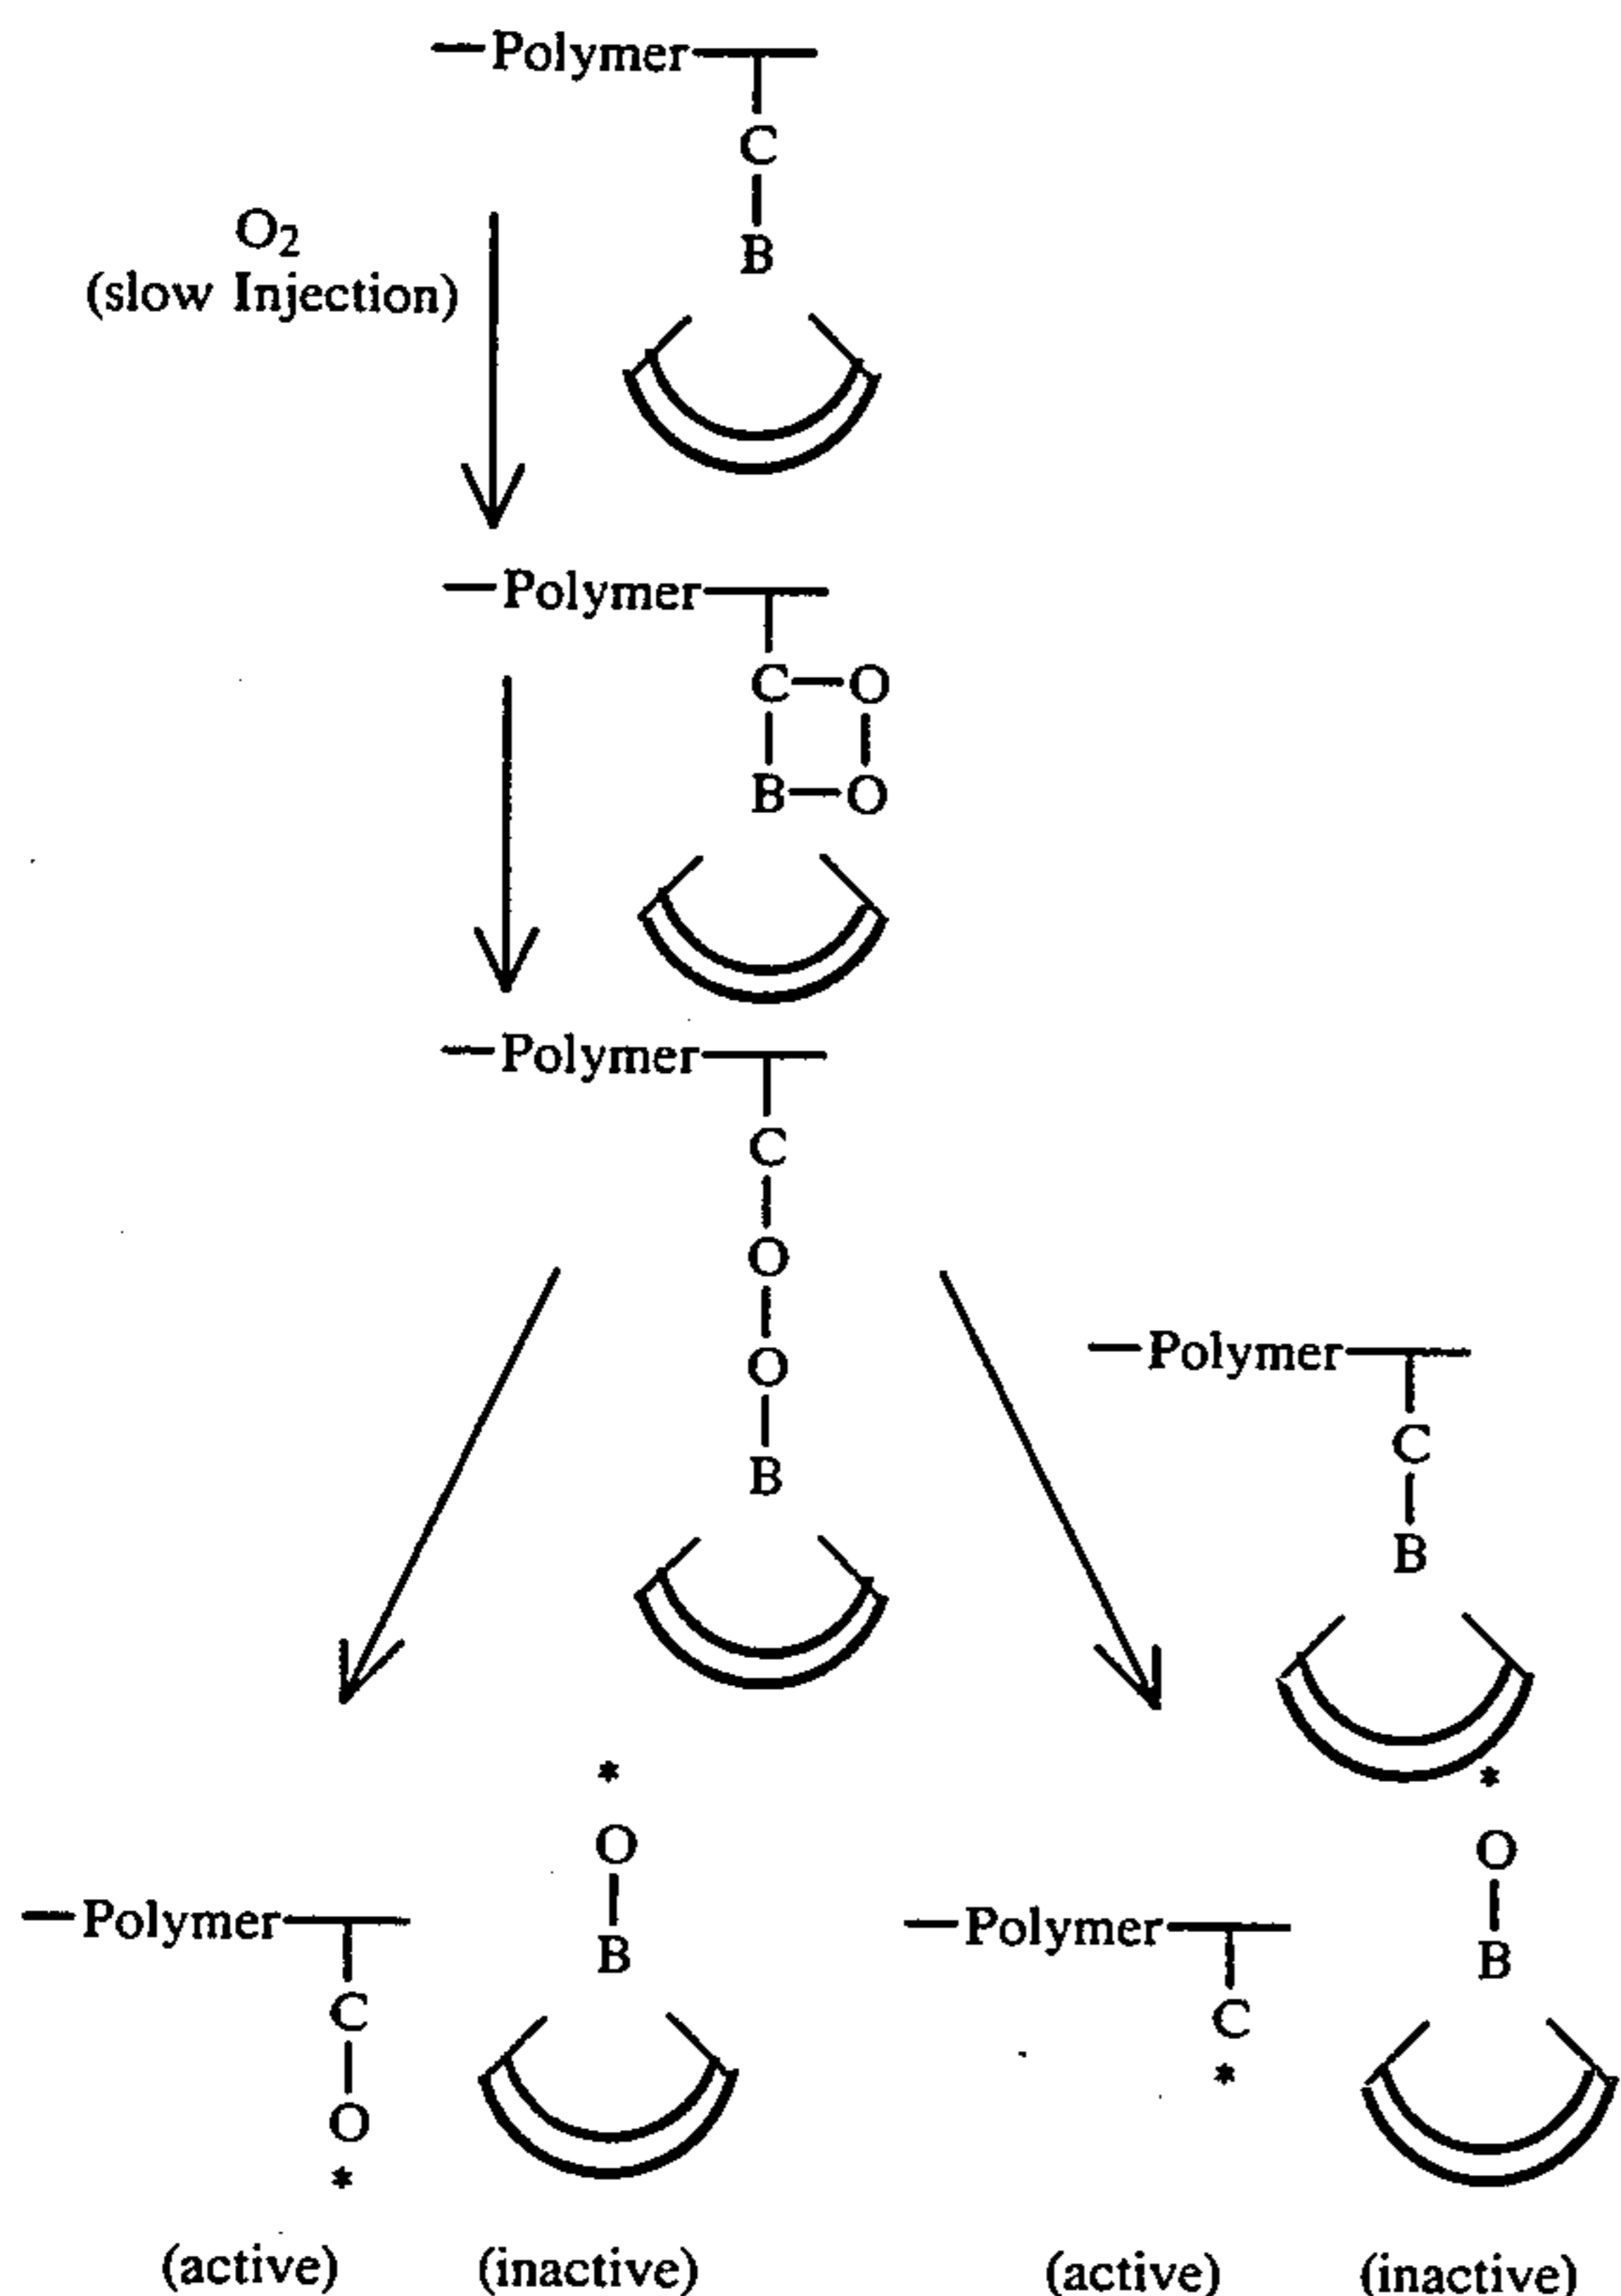 —Polymer—
C
B
O2
(slow Injection)
—Polymer—
C—O
B—O
—Polymer—
C
O
O
B
—Polymer—
C
B
*
O
B
—Polymer—
C
O
*
*
O
B
—Polymer—
C
*
(active) (inactive) (active) (inactive)